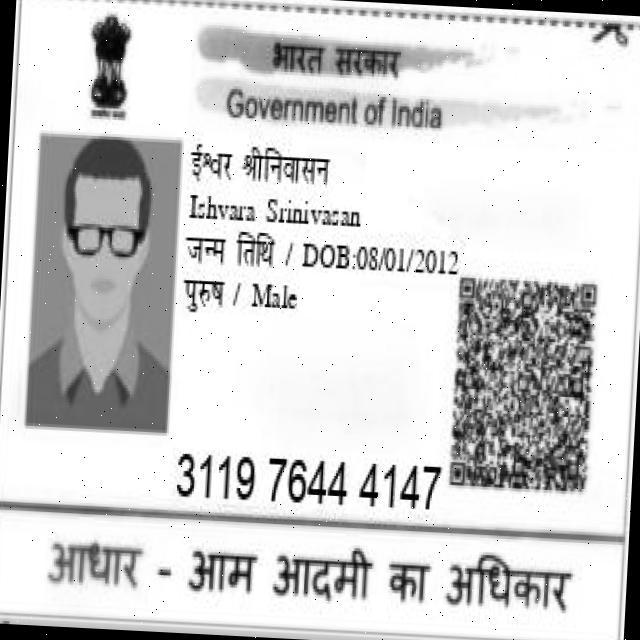 भारत सरकार
Government of India
ईश्वर श्रीनिवासन
Ishvara Srinivasan
जन्म तिथि / DOB:08/01/2012
पुरुष / Male
3119 7644 4147
आधार - आम आदमी का अधिकार